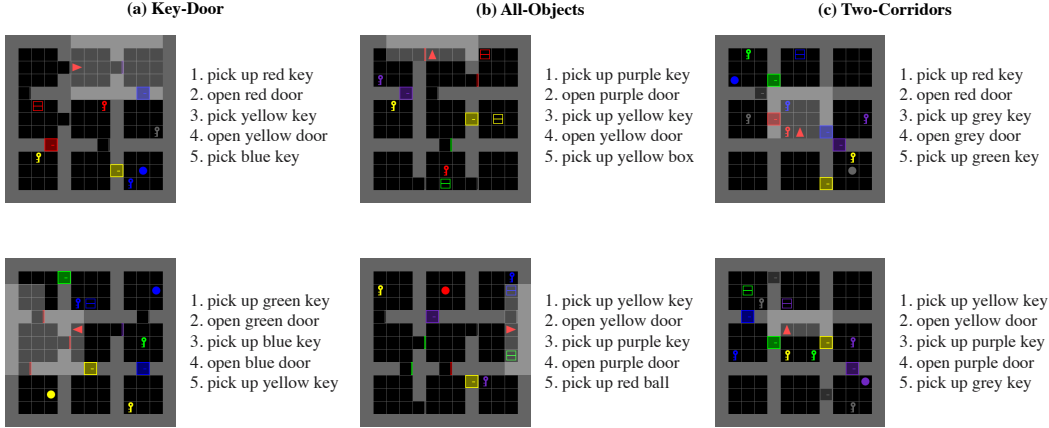 (a) Key-Door
(b) All-Objects
(c) Two-Corridors
1. pick up red key
2. open red door
3. pick yellow key
4. open yellow door
5. pick blue key
1. pick up purple key
2. open purple door
3. pick up yellow key
4. open yellow door
5. pick up yellow box
1. pick up red key
2. open red door
3. pick up grey key
4. open grey door
5. pick up green key
1. pick up green key
2. open green door
3. pick up blue key
4. open blue door
5. pick up yellow key
1. pick up yellow key
2. open yellow door
3. pick up purple key
4. open purple door
5. pick up red ball
1. pick up yellow key
2. open yellow door
3. pick up purple key
4. open purple door
5. pick up grey key